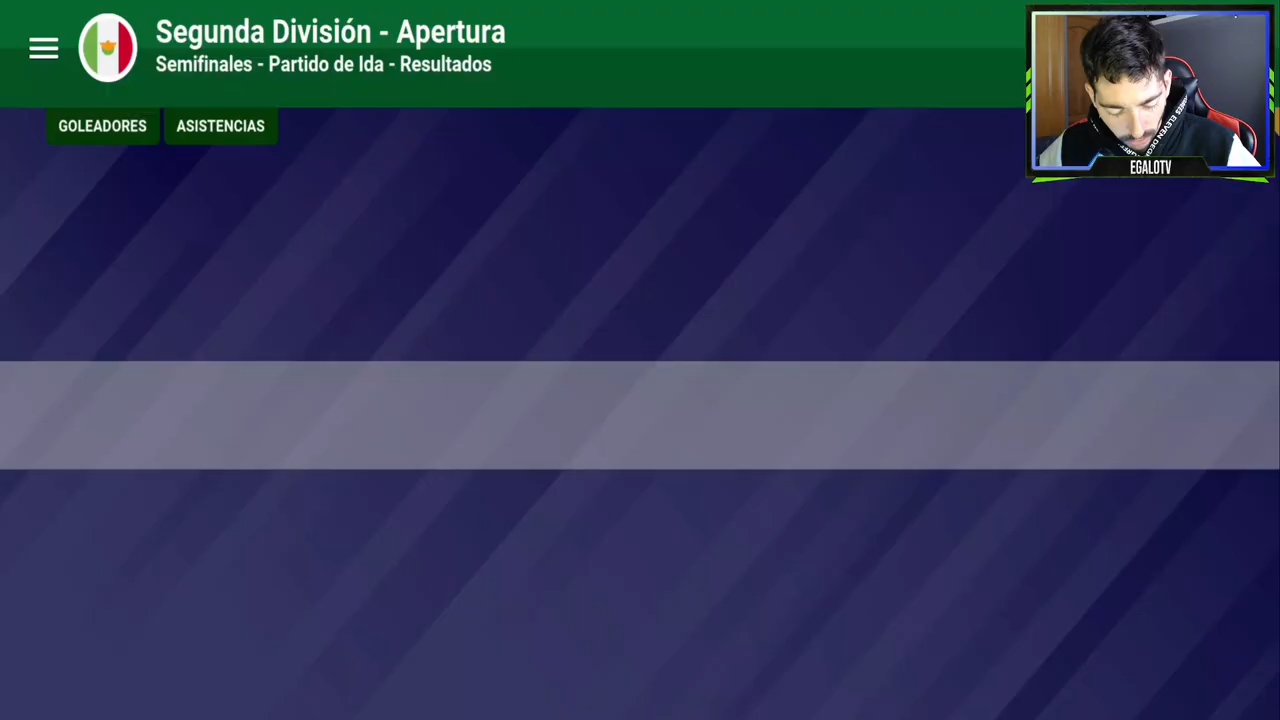 Segunda División - Apertura
Semifinales - Partido de Ida - Resultados
GOLEADORES
ASISTENCIAS
EGALOTV